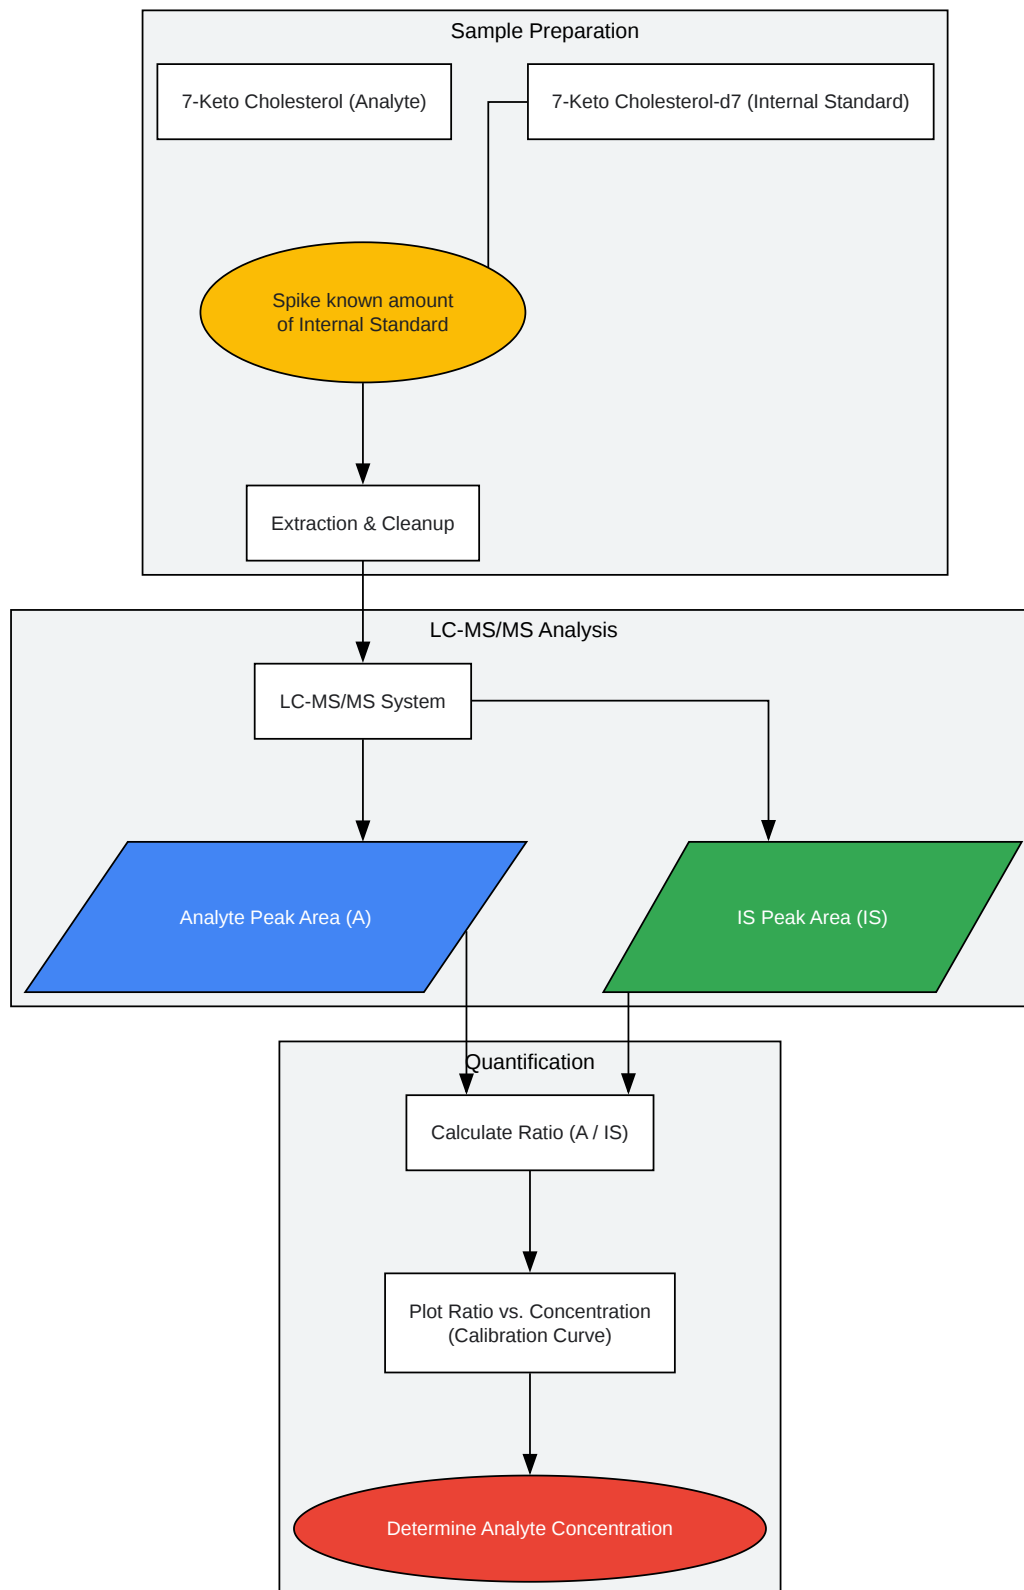 Sample Preparation
7-Keto Cholesterol (Analyte)
7-Keto Cholesterol-d7 (Internal Standard)
Spike known amount
of Internal Standard
Extraction & Cleanup
LC-MS/MS Analysis
LC-MS/MS System
Analyte Peak Area (A)
IS Peak Area (IS)
Quantification
Calculate Ratio (A / IS)
Plot Ratio vs. Concentration
(Calibration Curve)
Determine Analyte Concentration